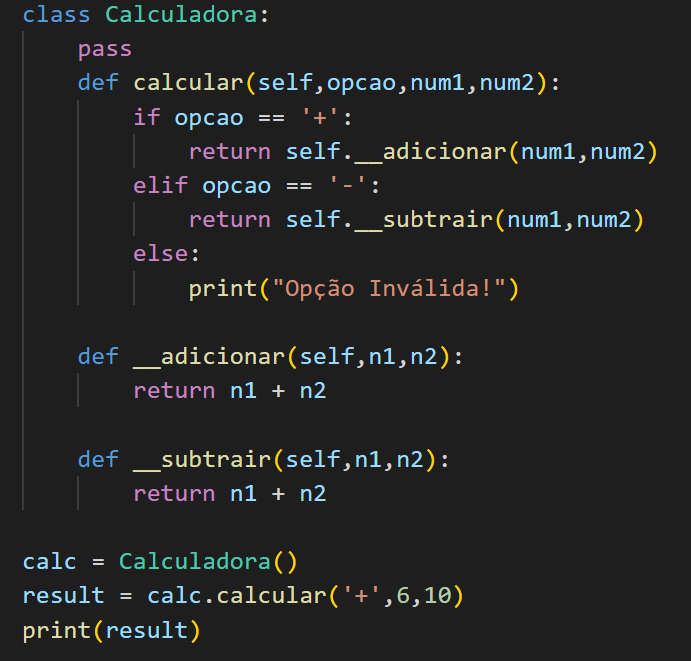 class Calculadora:
    pass
    def calcular(self,opcao,num1,num2):
        if opcao == '+':
            return self.__adicionar(num1,num2)
        elif opcao == '-':
            return self.__subtrair(num1,num2)
        else:
            print("Opção Inválida!")
    def __adicionar(self,n1,n2):
        return n1 + n2
    def __subtrair(self,n1,n2):
        return n1 + n2
calc = Calculadora()
result = calc.calcular('+',6,10)
print(result)